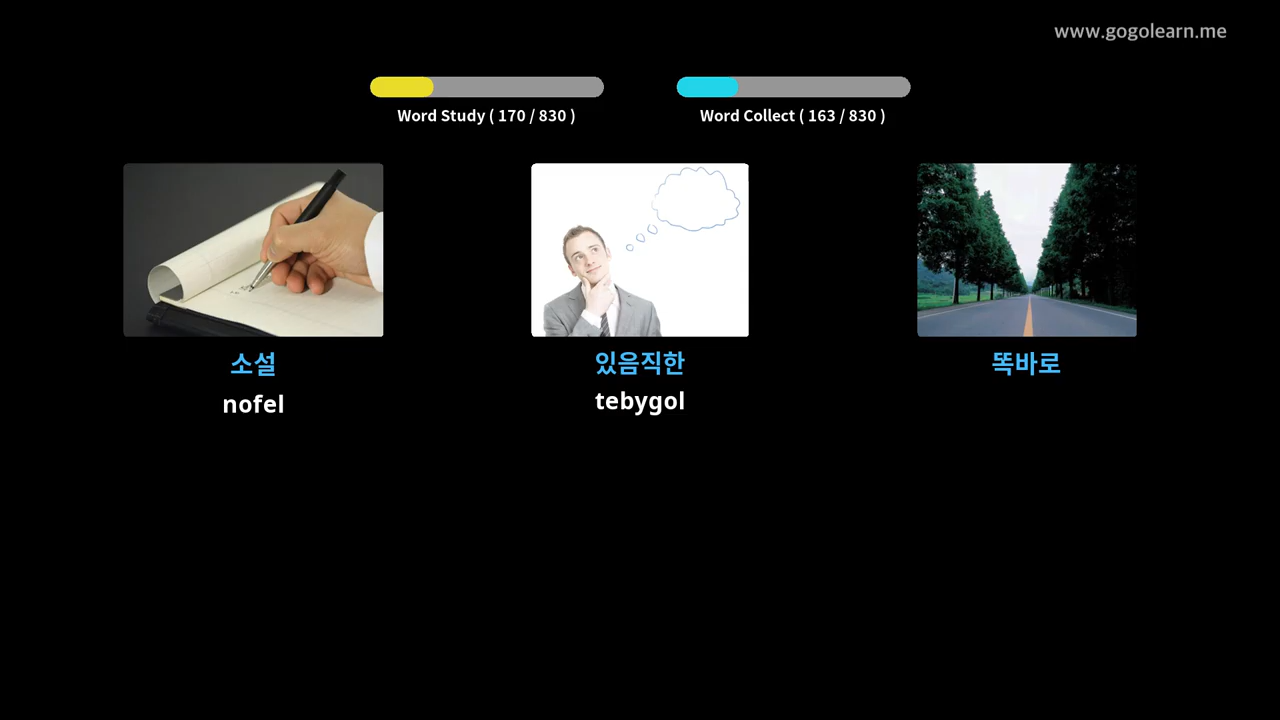 www.gogolearn.me
Word Study ( 170 / 830 )
Word Collect ( 163 / 830 )
소설
있음직한
똑바로
nofel
tebygol